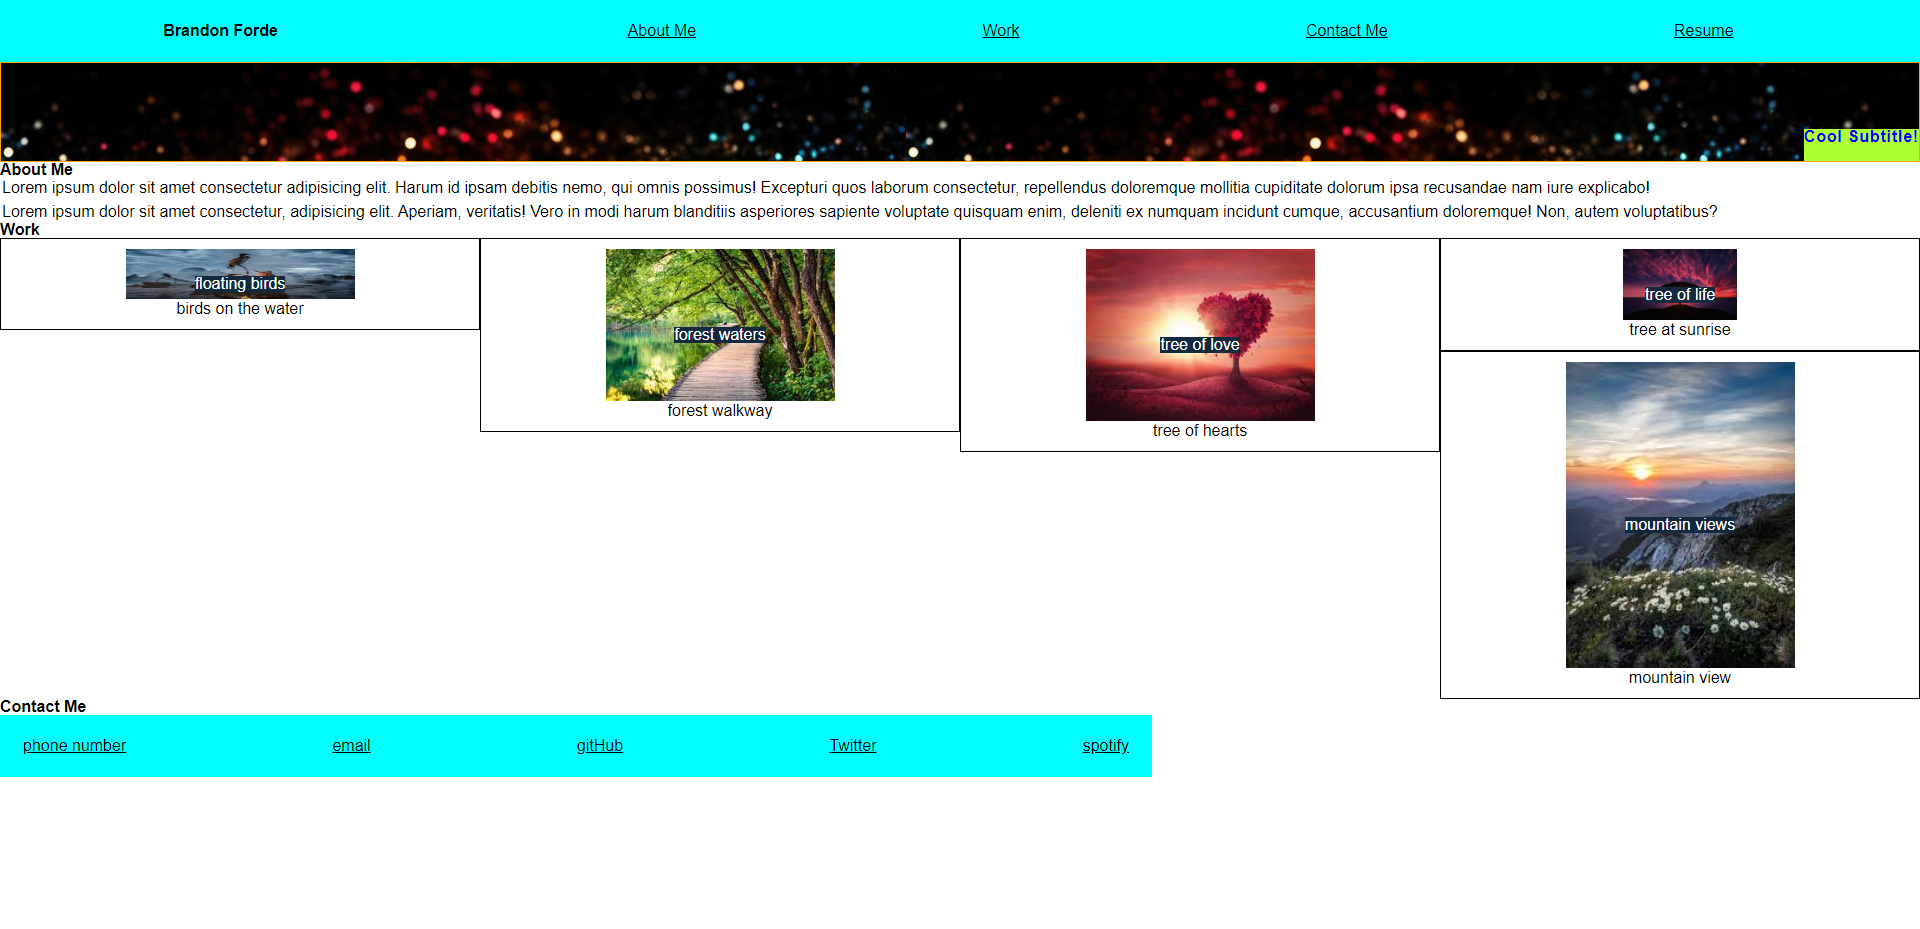 Brandon Forde About Me Work Contact Me Resume
Cool Subtitle!
About Me
Lorem ipsum dolor sit amet consectetur adipisicing elit. Harum id ipsam debitis nemo, qui omnis possimus! Excepturi quos laborum consectetur, repellendus doloremque mollitia cupiditate dolorum ipsa recusandae nam iure explicabo!
Lorem ipsum dolor sit amet consectetur, adipisicing elit. Aperiam, veritatis! Vero in modi harum blanditiis asperiores sapiente voluptate quisquam enim, deleniti ex numquam incidunt cumque, accusantium doloremque! Non, autem voluptatibus?
Work
floating birds
birds on the water
forest waters
forest walkway
tree of love
tree of hearts
tree of life
tree at sunrise
mountain views
mountain view
Contact Me
phone number email gitHub Twitter spotify